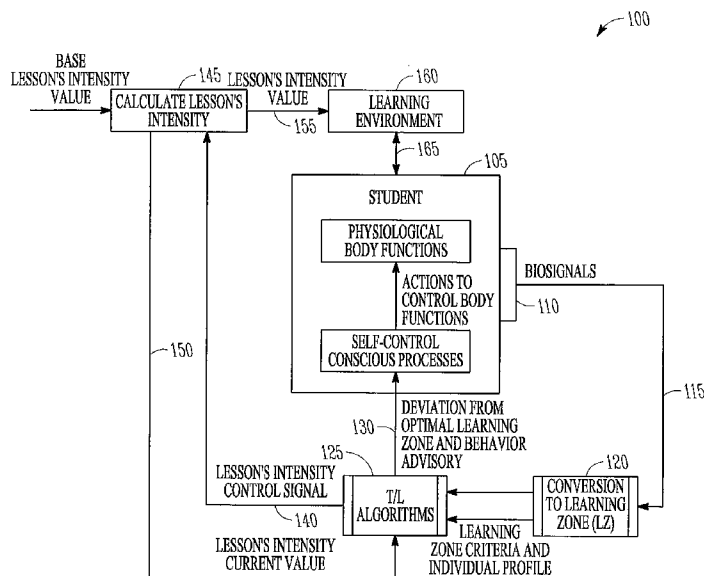 100
BASE
LESSON'S INTENSITY
VALUE
145
CALCULATE LESSON'S
INTENSITY
LESSON'S INTENSITY
VALUE
155
160
LEARNING
ENVIRONMENT
165
105
STUDENT
PHYSIOLOGICAL
BODY FUNCTIONS
ACTIONS TO
CONTROL BODY
FUNCTIONS
SELF-CONTROL
CONSCIOUS PROCESSES
BIOSIGNALS
110
150
115
130
DEVIATION FROM
OPTIMAL LEARNING
ZONE AND BEHAVIOR
ADVISORY
125
T/L
ALGORITHMS
120
CONVERSION
TO LEARNING
ZONE (LZ)
LESSON'S INTENSITY
CONTROL SIGNAL
140
LESSON'S INTENSITY
CURRENT VALUE
LEARNING
ZONE CRITERIA AND
INDIVIDUAL PROFILE